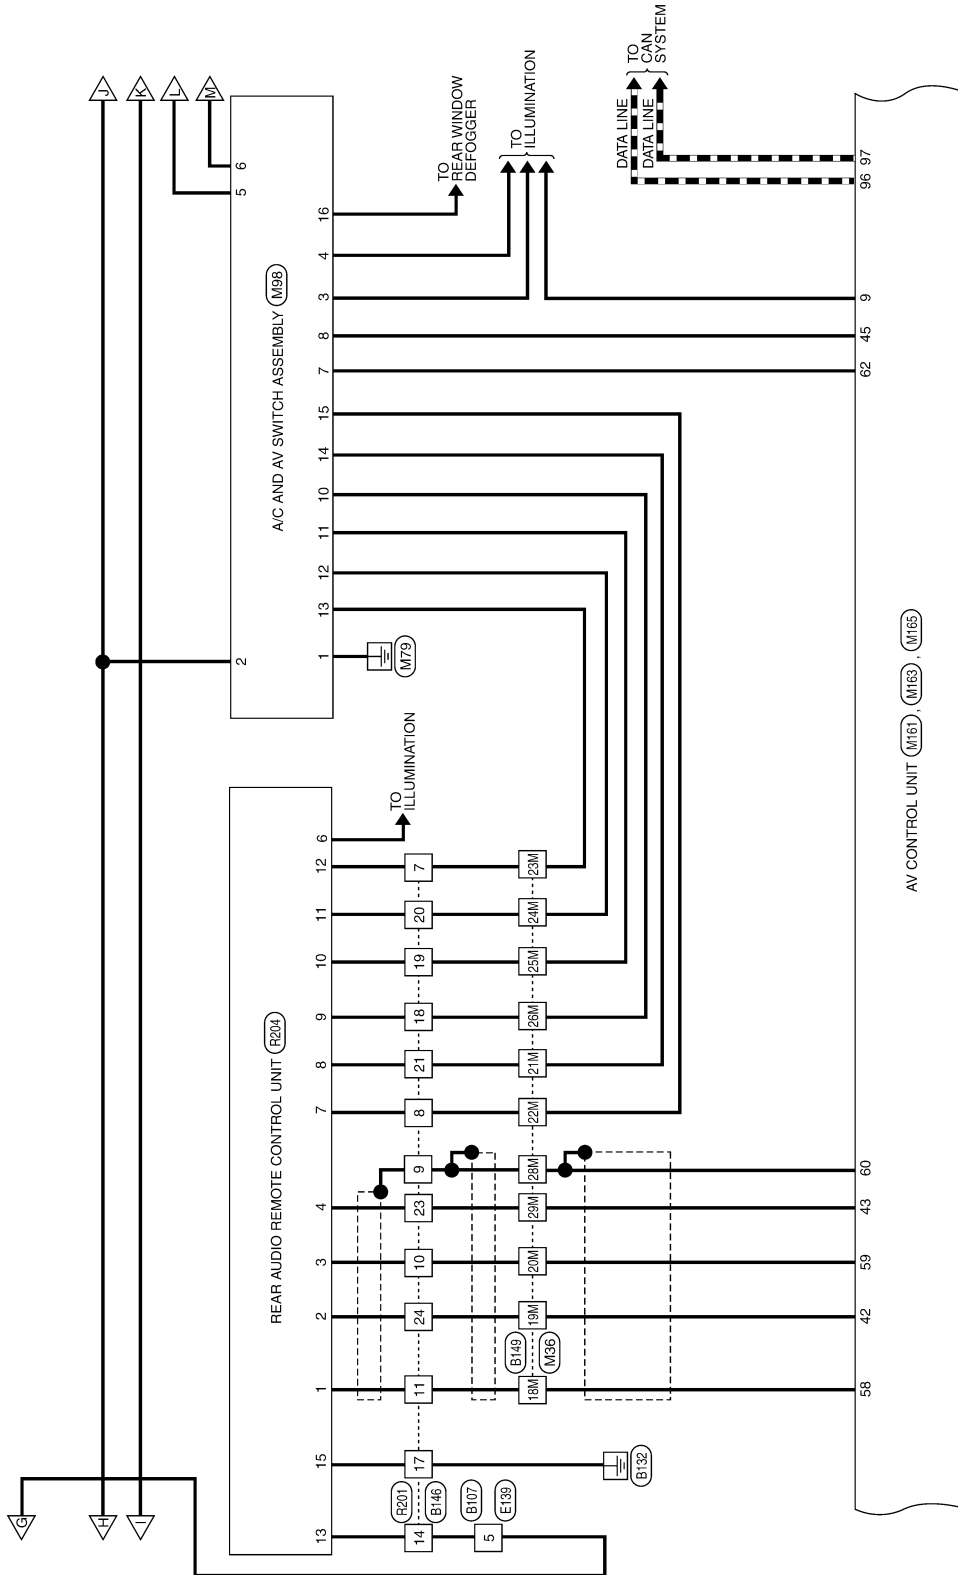 G
H
J
I
K
L
M
6
5
2
A/C AND AV SWITCH ASSEMBLY M98
1 13 12 11 10 14 15 7 8 3 4 16
M79
TO
REAR WINDOW
DEFOGGER
TO
ILLUMINATION
DATA LINE
DATA LINE
TO
CAN
SYSTEM
REAR AUDIO REMOTE CONTROL UNIT R204
13 15 1 2 3 4 7 8 9 10 11 12 6
TO
ILLUMINATION
R201
14 17 11 24 10 23 9 8 21 18 19 20 7
B146
B107
5
E139
B149
18M 19M 20M 29M 28M 22M 21M 26M 25M 24M 23M
M36
B132
58 42 59 43 60 62 45 9 96 97
AV CONTROL UNIT M161 , M163 , M165